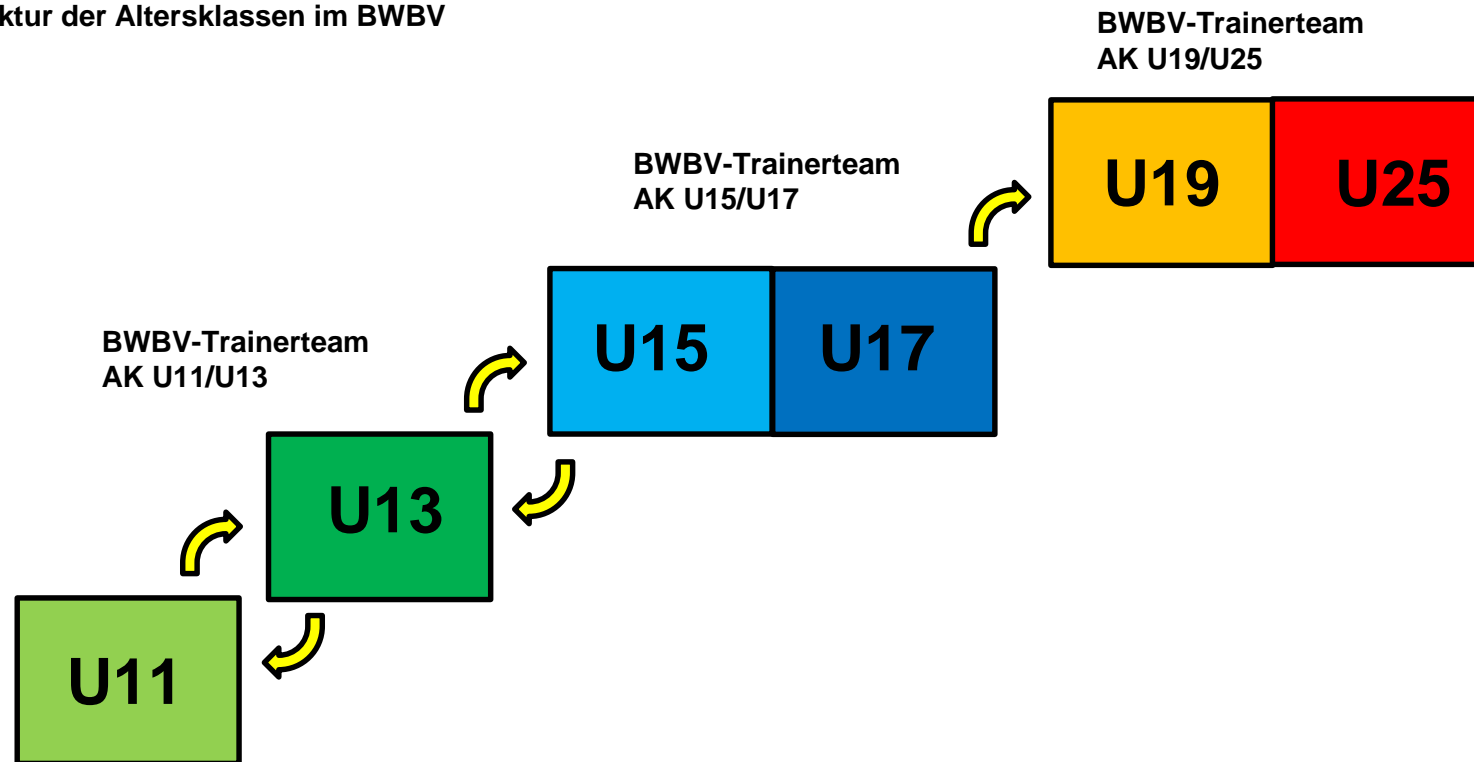 ktur der Altersklassen im BWBV
BWBV-Trainerteam
AK U19/U25
U19
U25
BWBV-Trainerteam
AK U15/U17
U15
U17
BWBV-Trainerteam
AK U11/U13
U13
U11